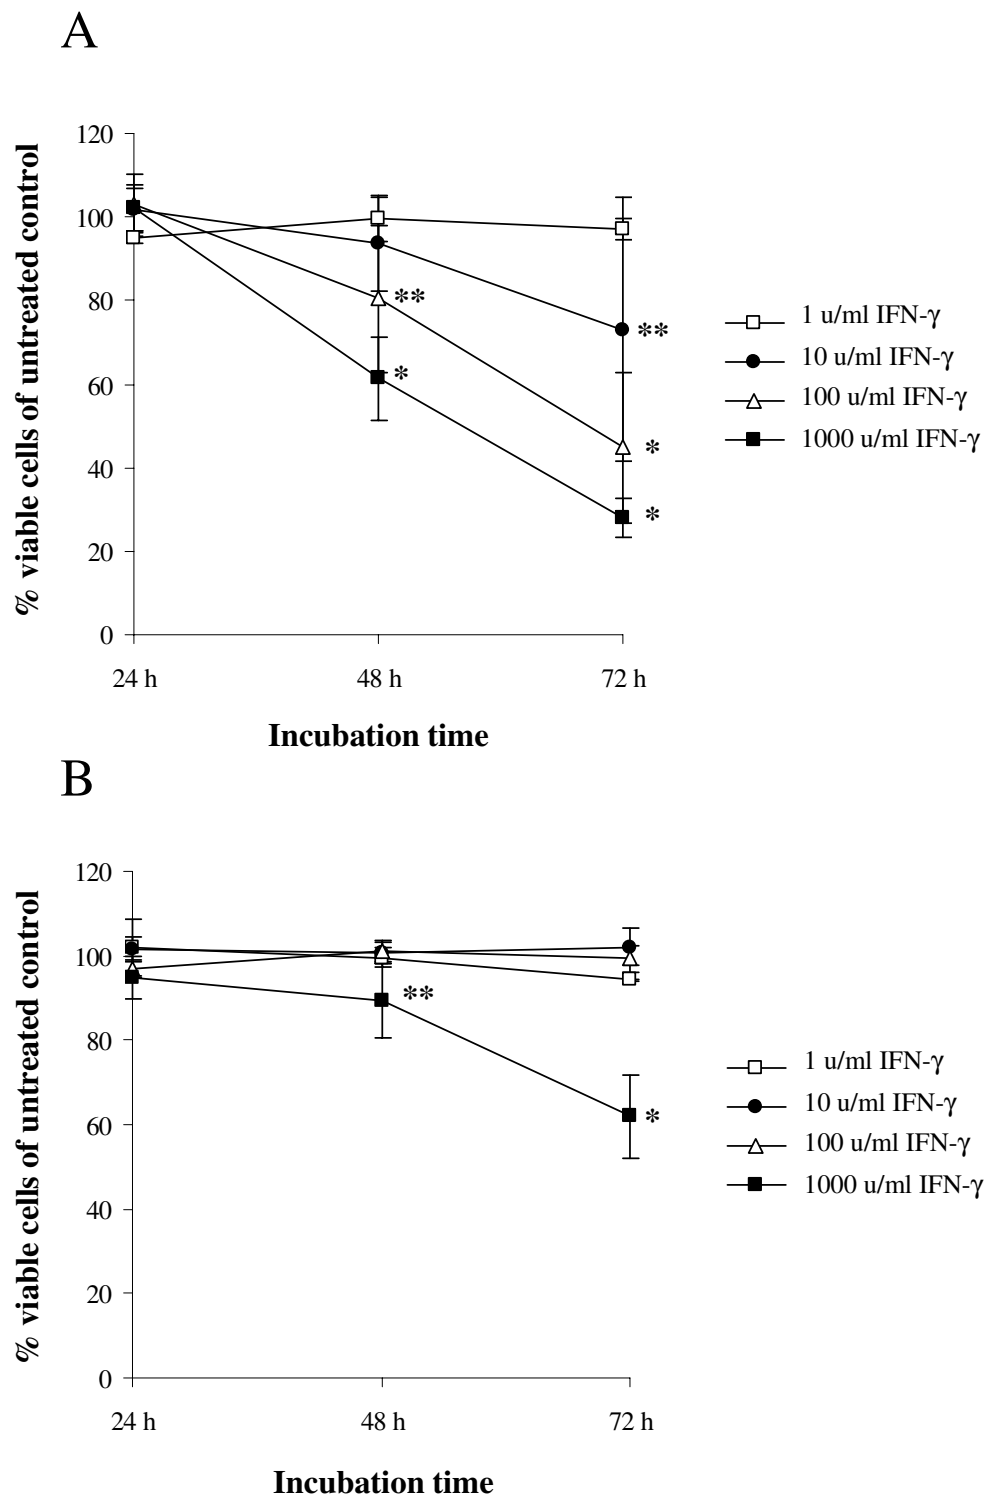 A
% viable cells of untreated control
120
100
80
60
40
20
0
**
*
**
*
*
24 h 48 h 72 h
Incubation time
1 u/ml IFN-γ
10 u/ml IFN-γ
100 u/ml IFN-γ
1000 u/ml IFN-γ
B
% viable cells of untreated control
120
100
80
60
40
20
0
**
*
24 h 48 h 72 h
Incubation time
1 u/ml IFN-γ
10 u/ml IFN-γ
100 u/ml IFN-γ
1000 u/ml IFN-γ